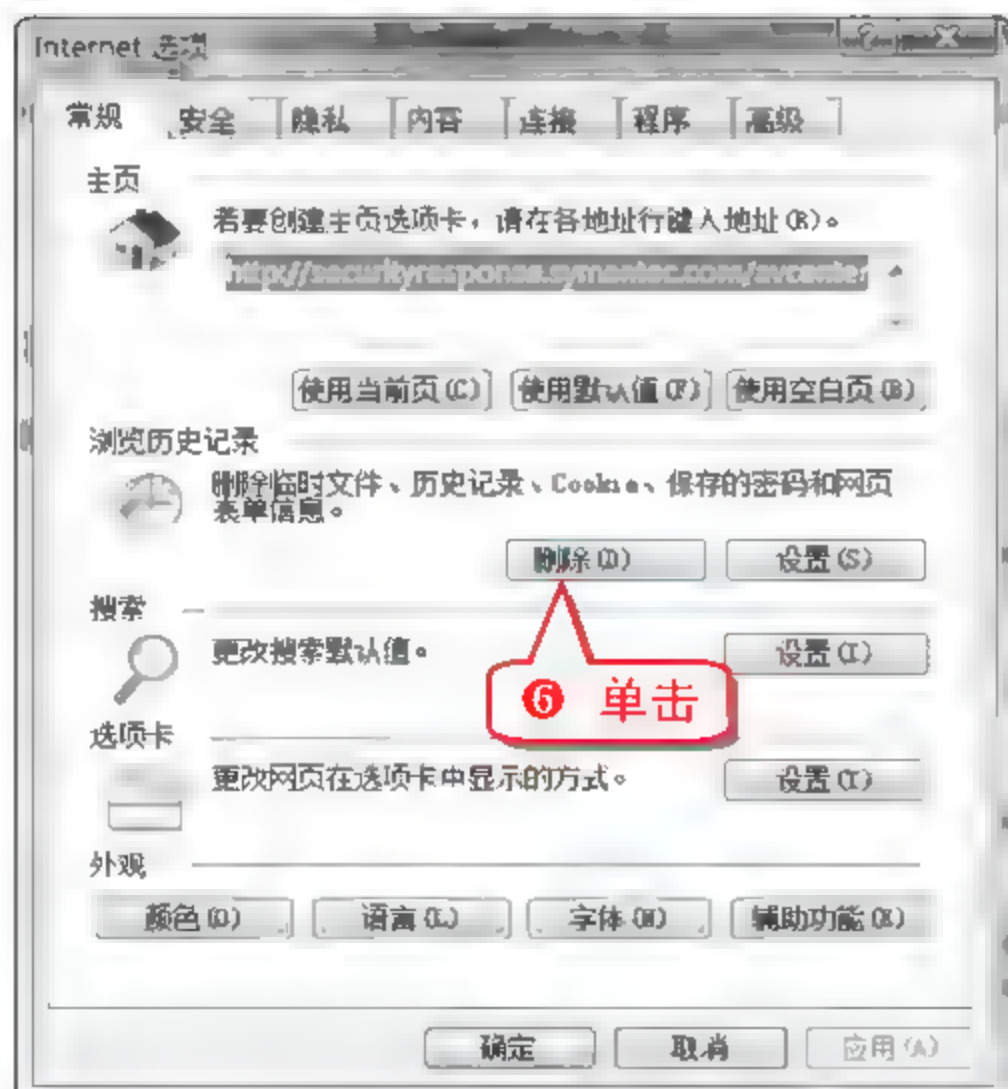 Internet 选项
常规 安全 隐私 内容 连接 程序 高级
主页
若要创建主页选项卡，请在各地址行键入地址(R)。
http://securityresponse.symantec.com/avcenter
使用当前页(C) 使用默认值(F) 使用空白页(B)
浏览历史记录
删除临时文件、历史记录、Cookie、保存的密码和网页
表单信息。
删除(D) 设置(S)
搜索
更改搜索默认值。
设置(I)
❻ 单击
选项卡
更改网页在选项卡中显示的方式。
设置(T)
外观
颜色(O) 语言(L) 字体(N) 辅助功能(E)
确定 取消 应用(A)